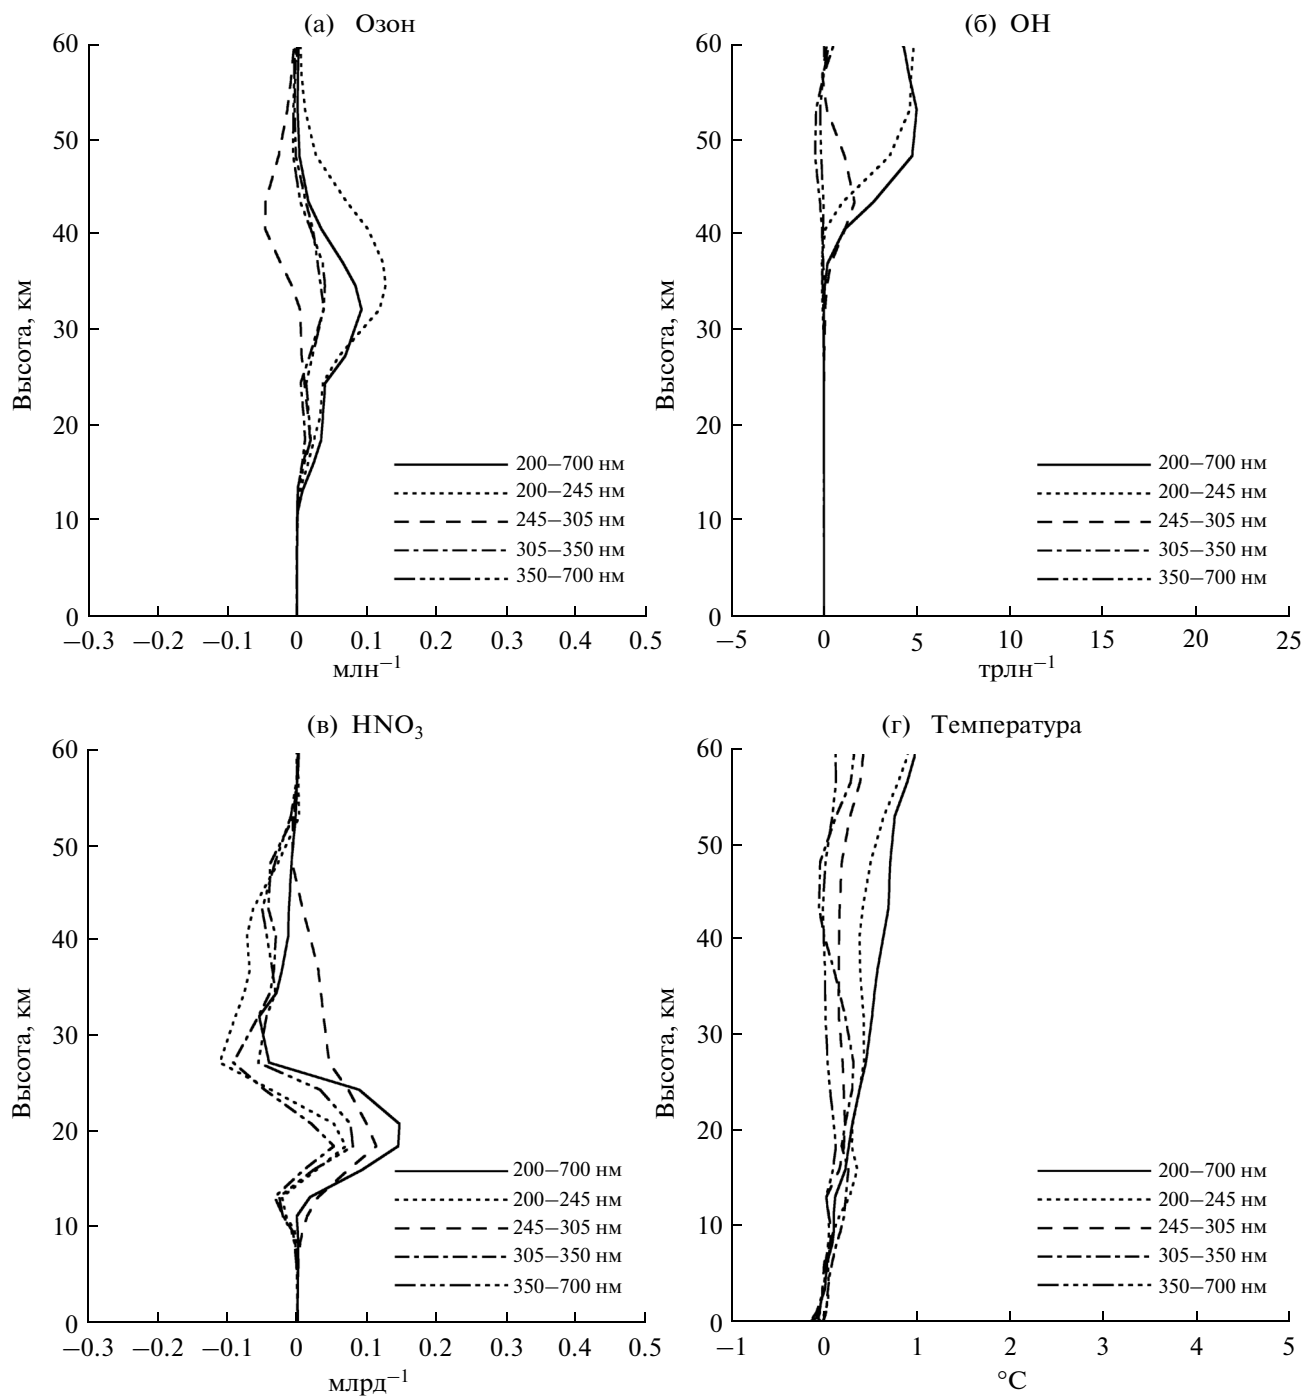 (а) Озон
60
50
40
30
20
10
0
Высота, км
200–700 нм
200–245 нм
245–305 нм
305–350 нм
350–700 нм
−0.3 −0.2 −0.1 0 0.1 0.2 0.3 0.4 0.5
млн⁻¹
(б) OH
60
50
40
30
20
10
0
Высота, км
200–700 нм
200–245 нм
245–305 нм
305–350 нм
350–700 нм
−5 0 5 10 15 20 25
трлн⁻¹
(в) HNO₃
60
50
40
30
20
10
0
Высота, км
200–700 нм
200–245 нм
245–305 нм
305–350 нм
350–700 нм
−0.3 −0.2 −0.1 0 0.1 0.2 0.3 0.4 0.5
млрд⁻¹
(г) Температура
60
50
40
30
20
10
0
Высота, км
200–700 нм
200–245 нм
245–305 нм
305–350 нм
350–700 нм
−1 0 1 2 3 4 5
°C